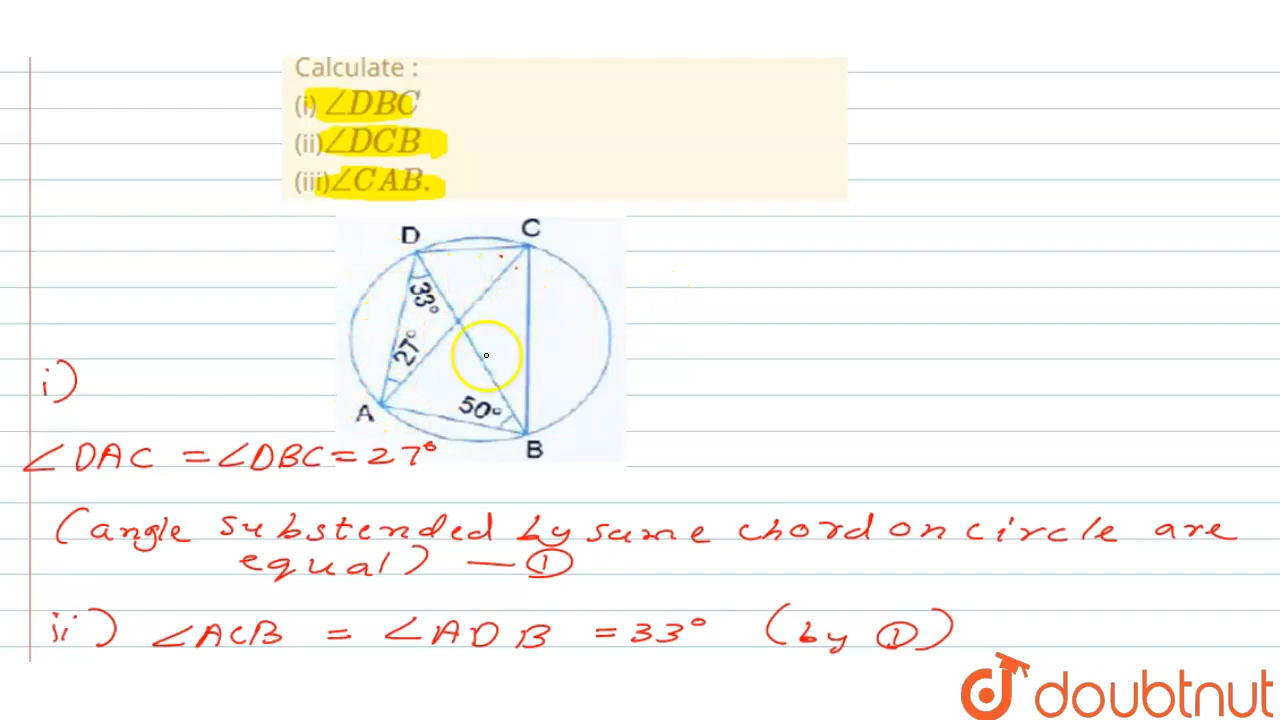 Calculate :
(i) ∠DBC
(ii)∠DCB
(iii)∠CAB.
D
C
33°
27°
i)
A
50°
B
∠DAC = ∠DBC = 27°
(angle substended by same chord on circle are
equal) — ①
ii) ∠ACB = ∠ADB = 33° (by ①)
doubtnut